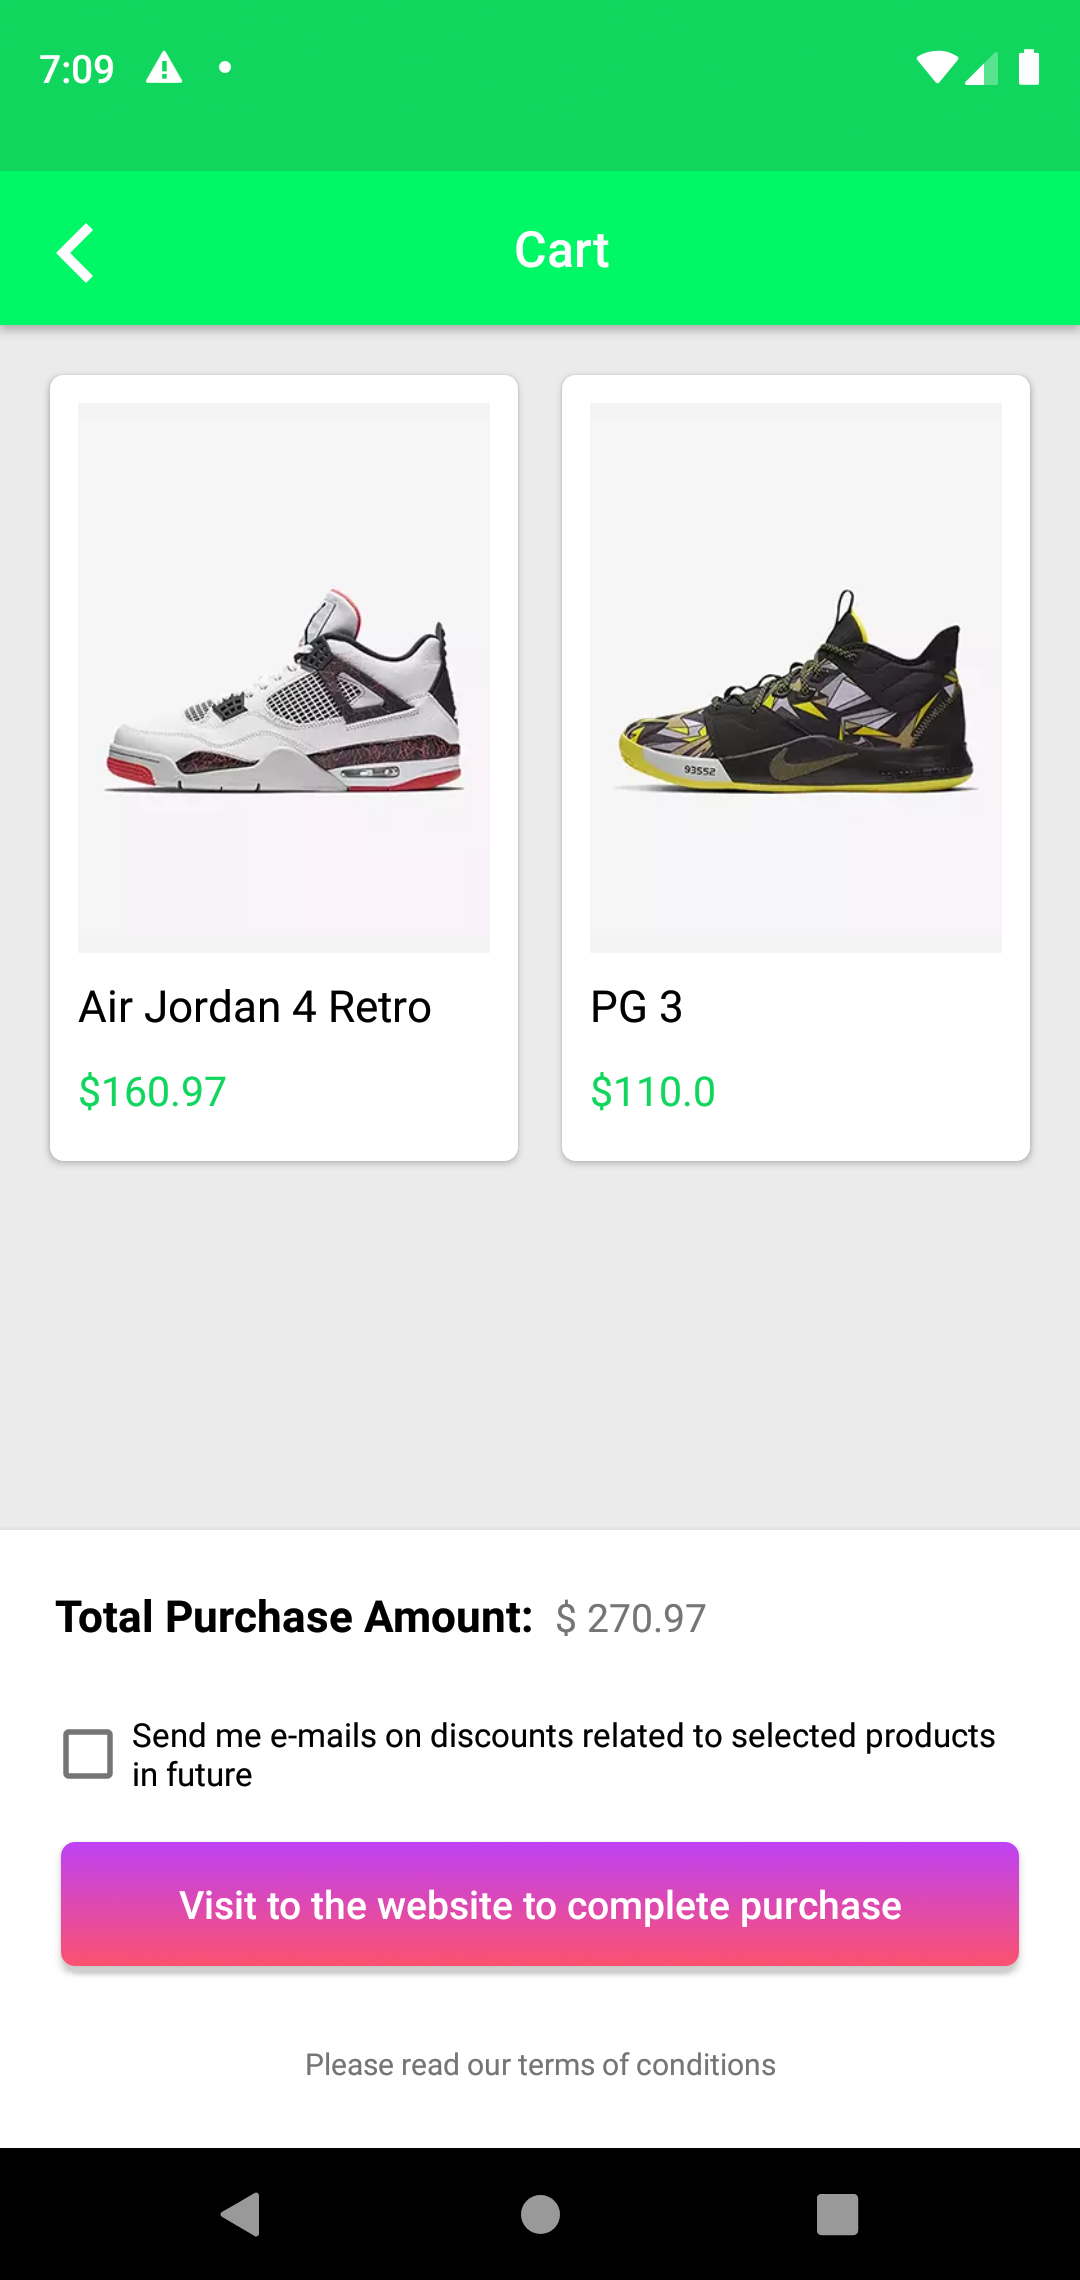 7:09
Cart
93552
Air Jordan 4 Retro
PG 3
$160.97
$110.0
Total Purchase Amount: $ 270.97
Send me e-mails on discounts related to selected products
in future
Visit to the website to complete purchase
Please read our terms of conditions